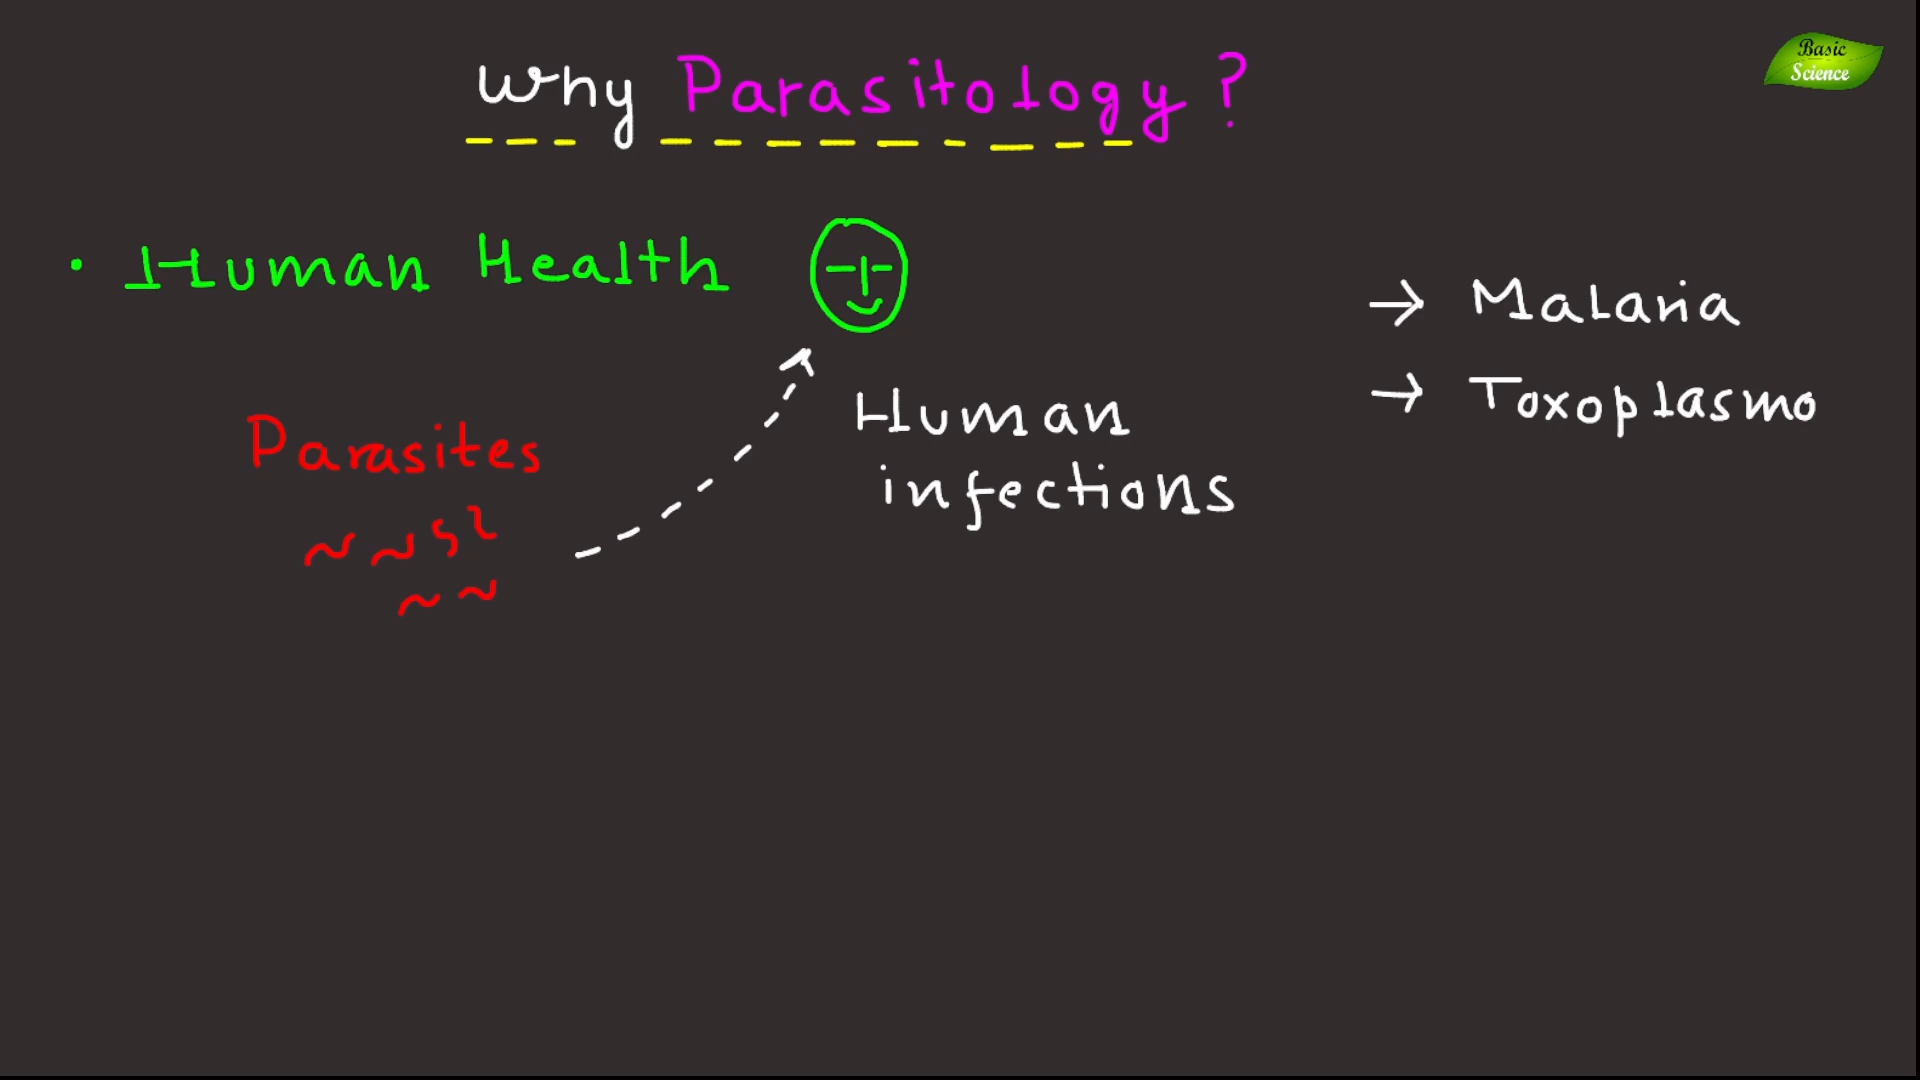 Why Parasitology?
Basic
Science
• Human Health
→ Malaria
→ Toxoplasmo
Parasites
Human
infections